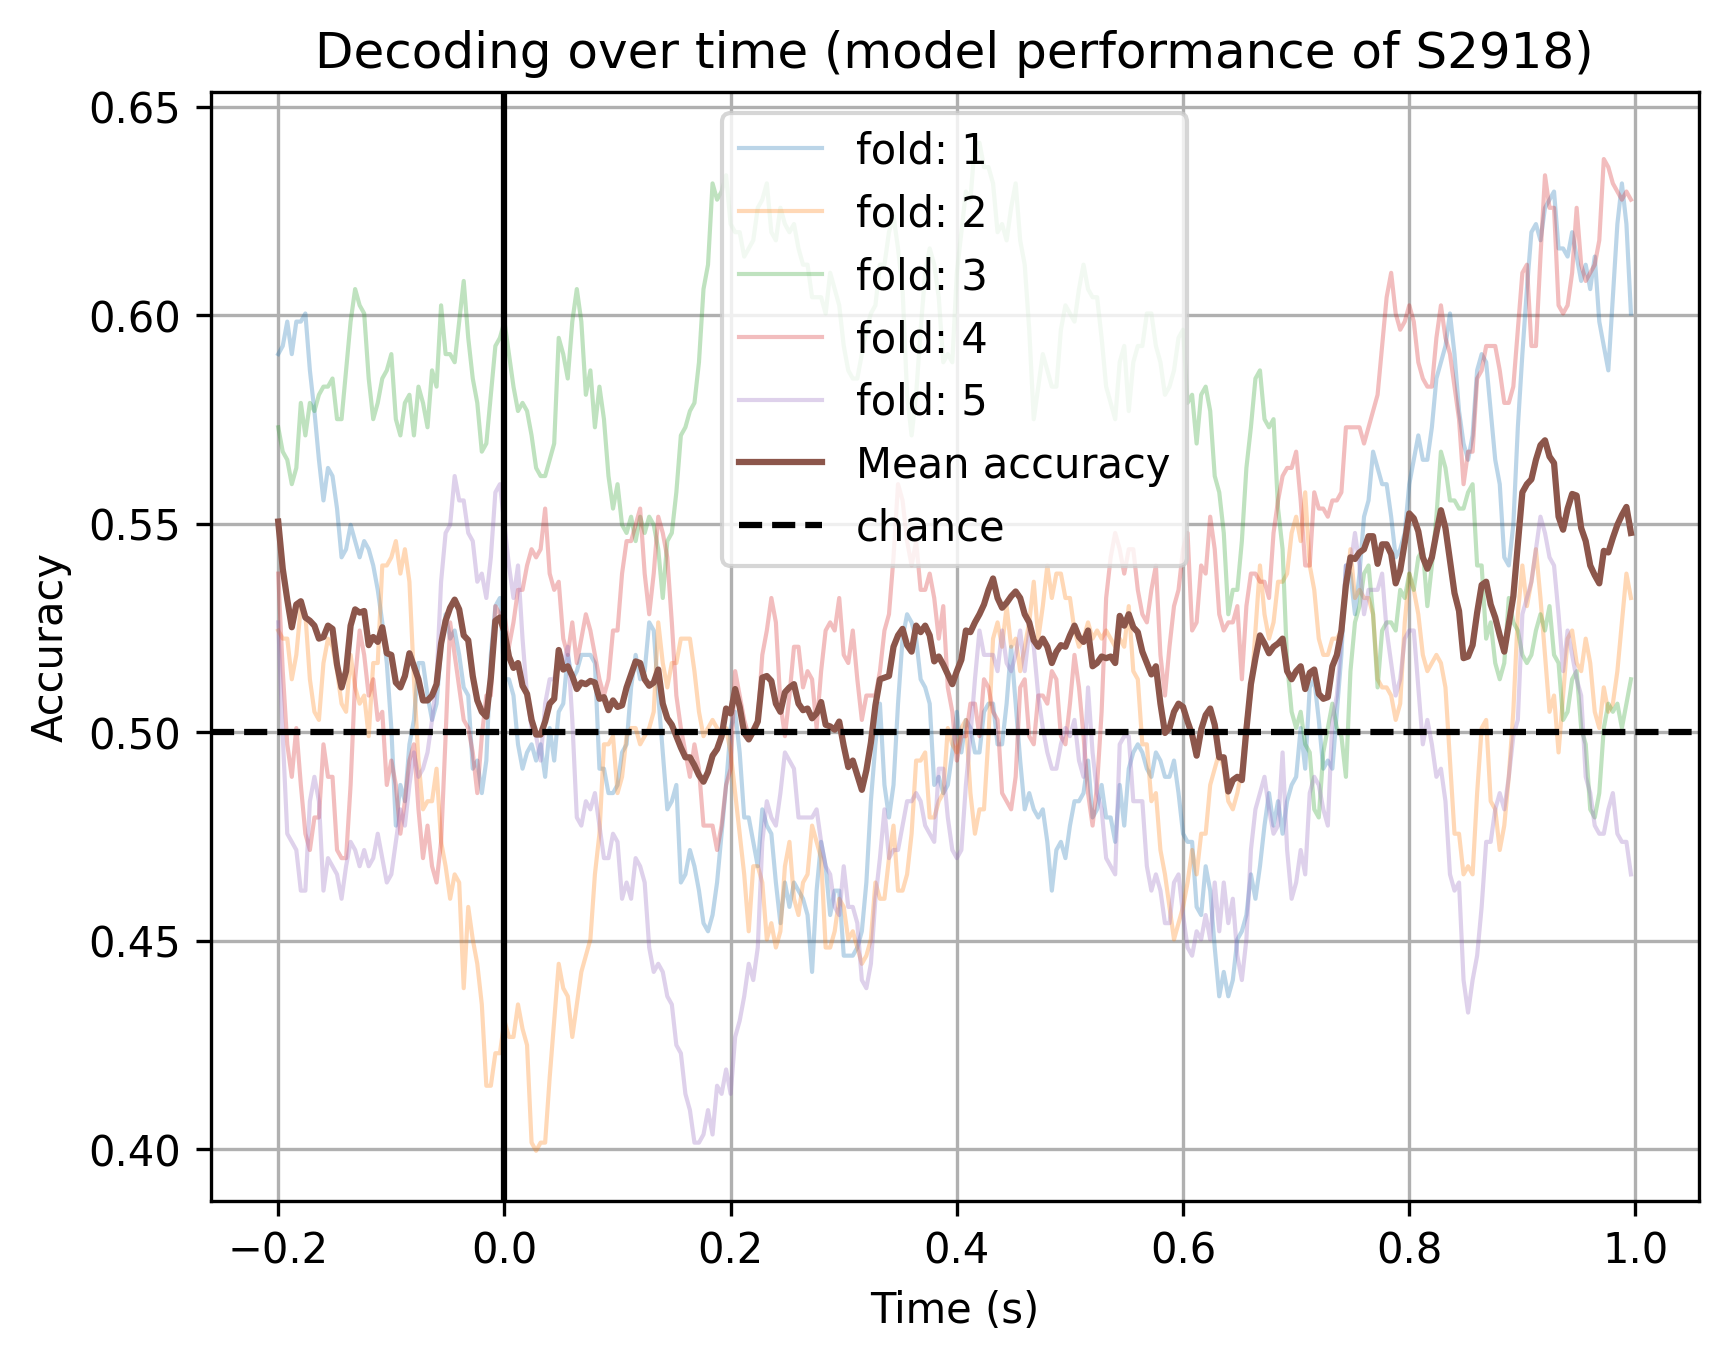 Decoding over time (model performance of S2918)
Accuracy
0.65
0.60
0.55
0.50
0.45
0.40
fold: 1
fold: 2
fold: 3
fold: 4
fold: 5
Mean accuracy
chance
−0.2
0.0
0.2
0.4
0.6
0.8
1.0
Time (s)